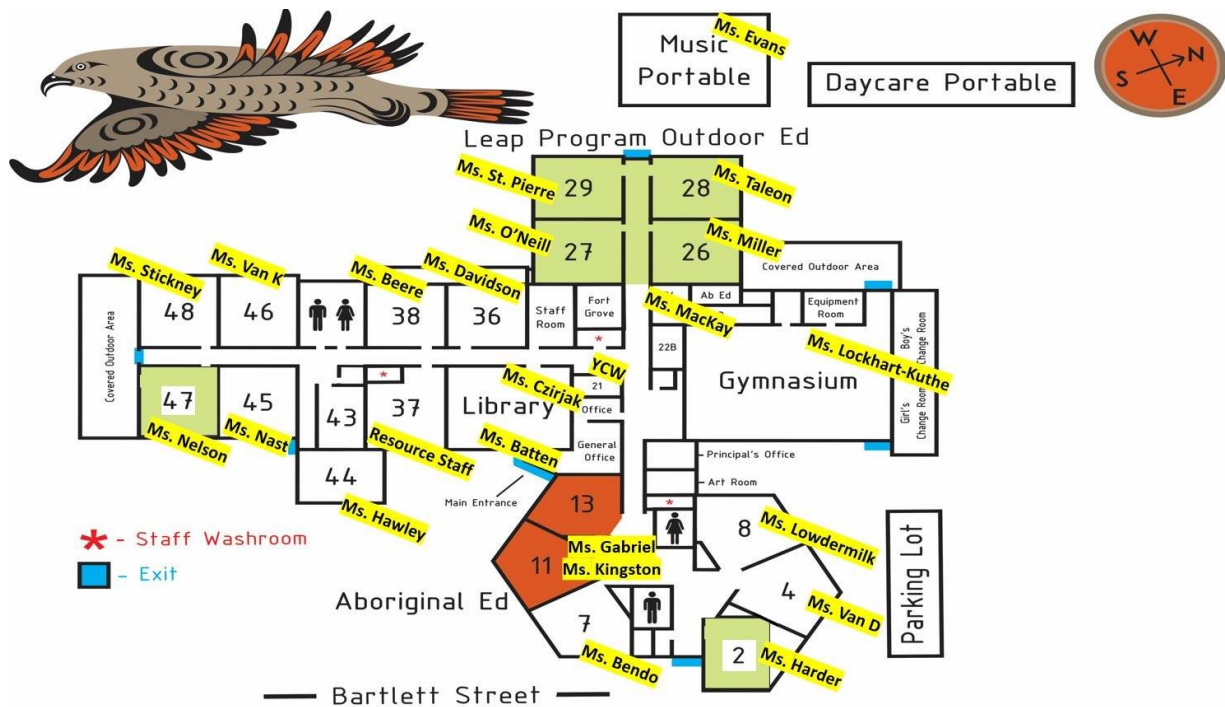 Ms. Evans
Music
Portable
Daycare Portable
W
N
S
E
Leap Program Outdoor Ed
Ms. St. Pierre
29
28
Ms. Taleon
Ms. O'Neill
27
26
Ms. Miller
Covered Outdoor Area
Ms. Stickney
Ms. Van K
Ms. Beere
Ms. Davidson
48
46
38
36
Staff
Room
Fort
Grove
*
Ab Ed
Ms. MacKay
Equipment
Room
Boy's
Change Room
Ms. Lockhart-Kuthe
Covered Outdoor Area
22B
Gymnasium
Girl's
Change Room
47
45
43
*
37
Library
Ms. Czirjak
YCW
21
Office
General
Office
Ms. Nelson
Ms. Nast
Resource Staff
Ms. Batten
44
Ms. Hawley
Main Entrance
Principal's Office
Art Room
*
13
11
Ms. Gabriel
Ms. Kingston
8
Ms. Lowdermilk
* - Staff Washroom
- Exit
Aboriginal Ed
7
Ms. Bendo
4
Ms. Van D
2
Ms. Harder
Parking Lot
Bartlett Street